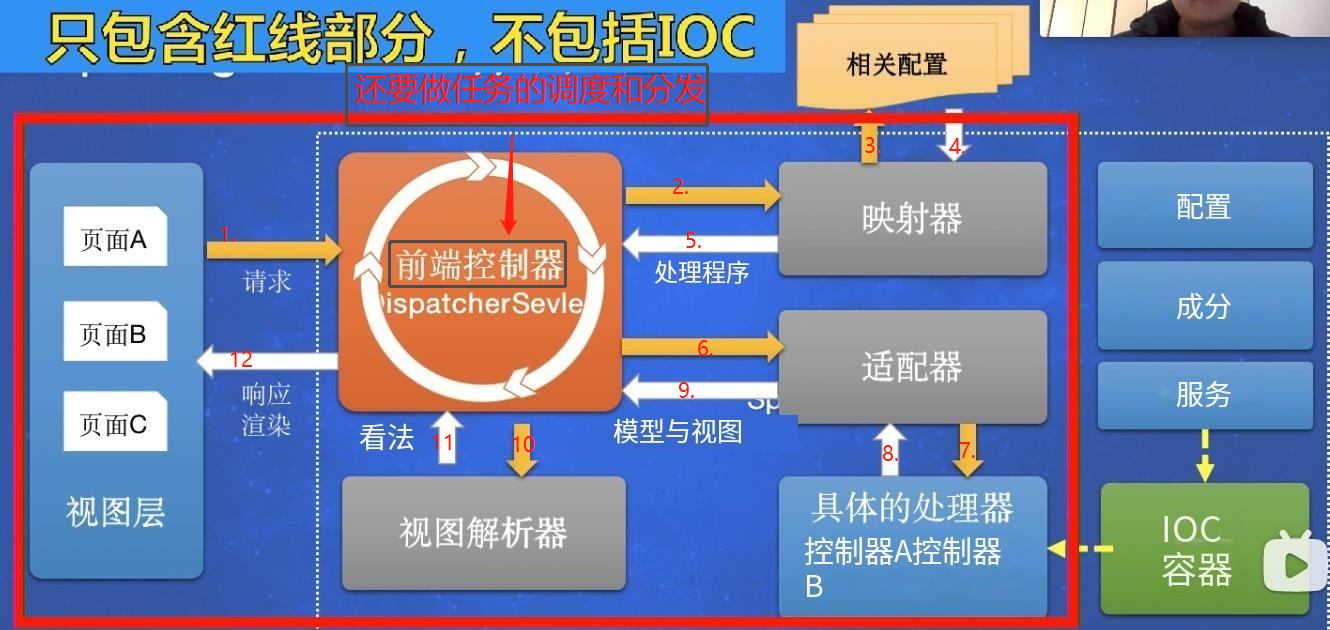 只包含红线部分，不包括IOC
还要做任务的调度和分发
相关配置
3.
4.
页面A
页面B
页面C
视图层
1.
请求
12
响应
渲染
前端控制器
DispatcherSevle
2.
5.
处理程序
6.
9.
Sp
模型与视图
映射器
适配器
看法
11
10
8.
7.
视图解析器
具体的处理器
控制器A控制器
B
配置
成分
服务
IOC
容器